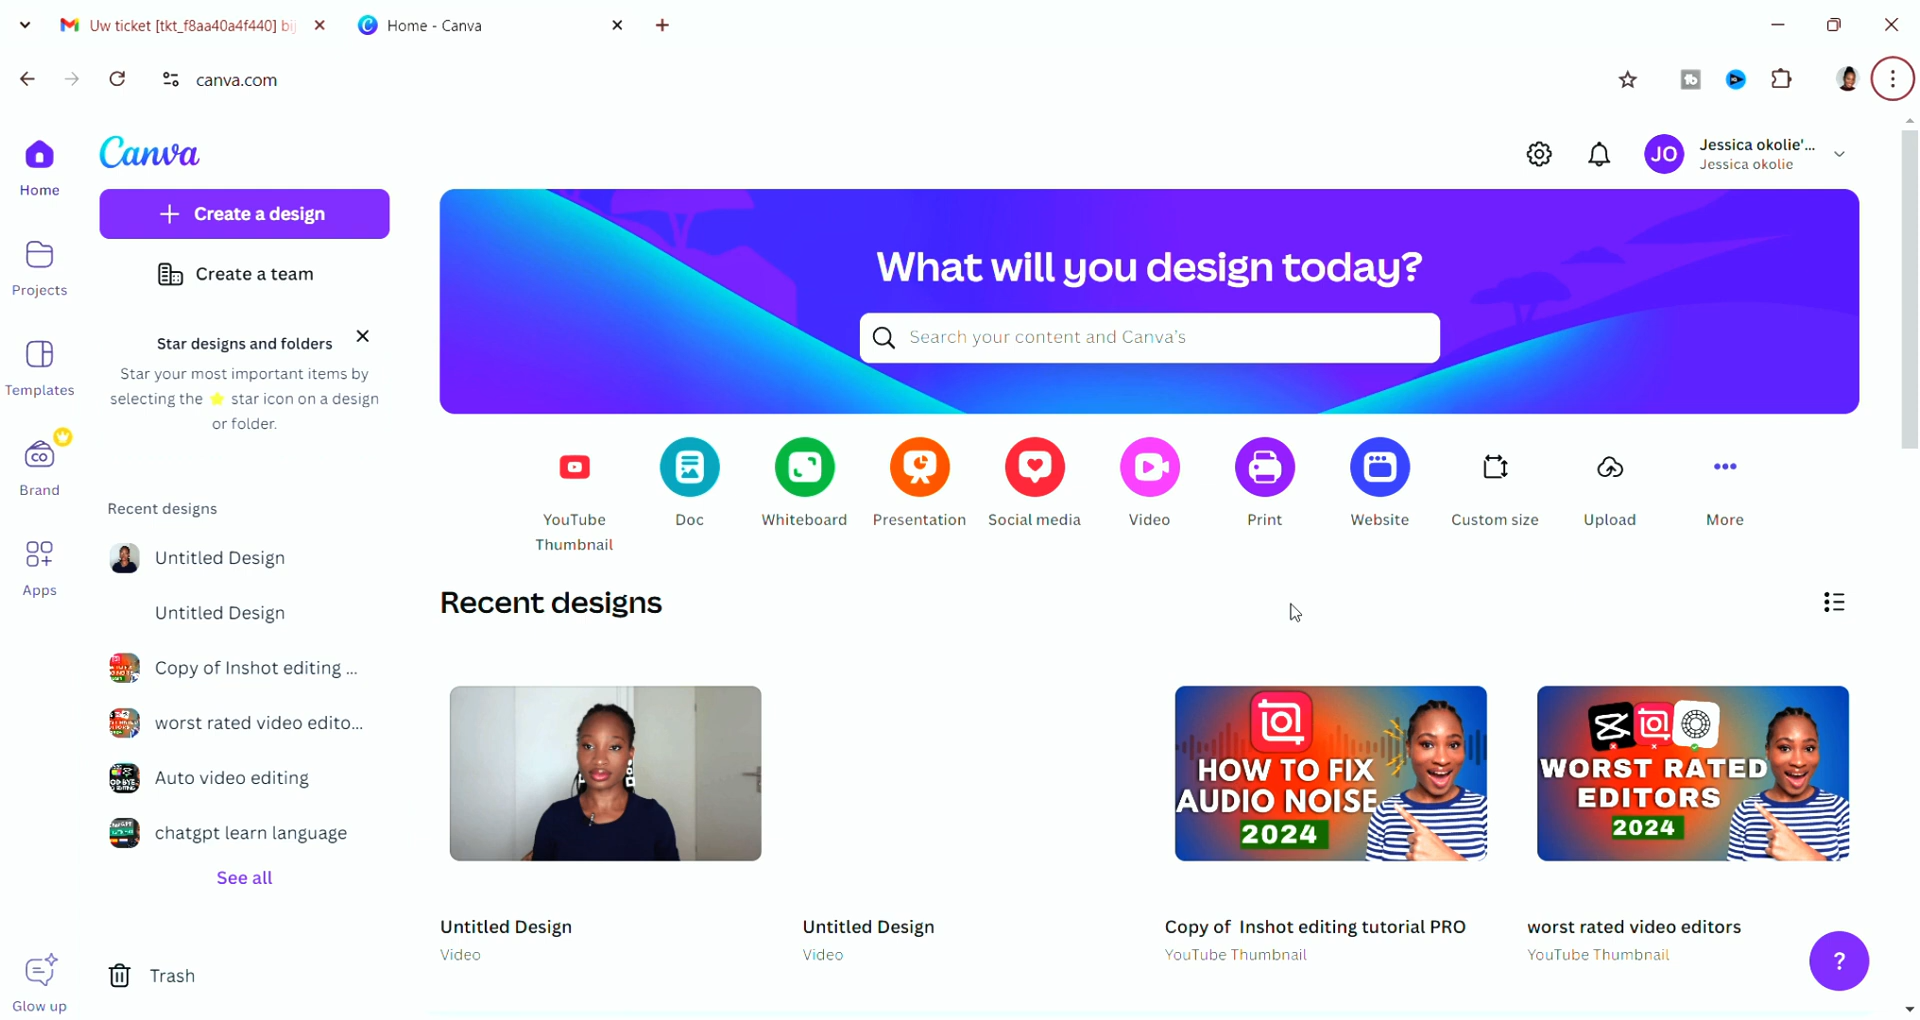 Uw ticket [tkt_f8aa40a4f440] bij
Home - Canva
canva.com
Home
Projects
Templates
Brand
Apps
Glow up
Canva
Create a design
Create a team
Star designs and folders
Star your most important items by
selecting the ⭐ star icon on a design
or folder.
Recent designs
Untitled Design
Untitled Design
Copy of Inshot editing ...
worst rated video edito...
Auto video editing
chatgpt learn language
See all
Trash
JO
Jessica okolie'...
Jessica okolie
What will you design today?
Search your content and Canva's
YouTube
Thumbnail
Doc
Whiteboard
Presentation
Social media
Video
Print
Website
Custom size
Upload
More
Recent designs
HOW TO FIX
AUDIO NOISE
2024
WORST RATED
EDITORS
2024
Untitled Design
Video
Untitled Design
Video
Copy of Inshot editing tutorial PRO
YouTube Thumbnail
worst rated video editors
YouTube Thumbnail
?